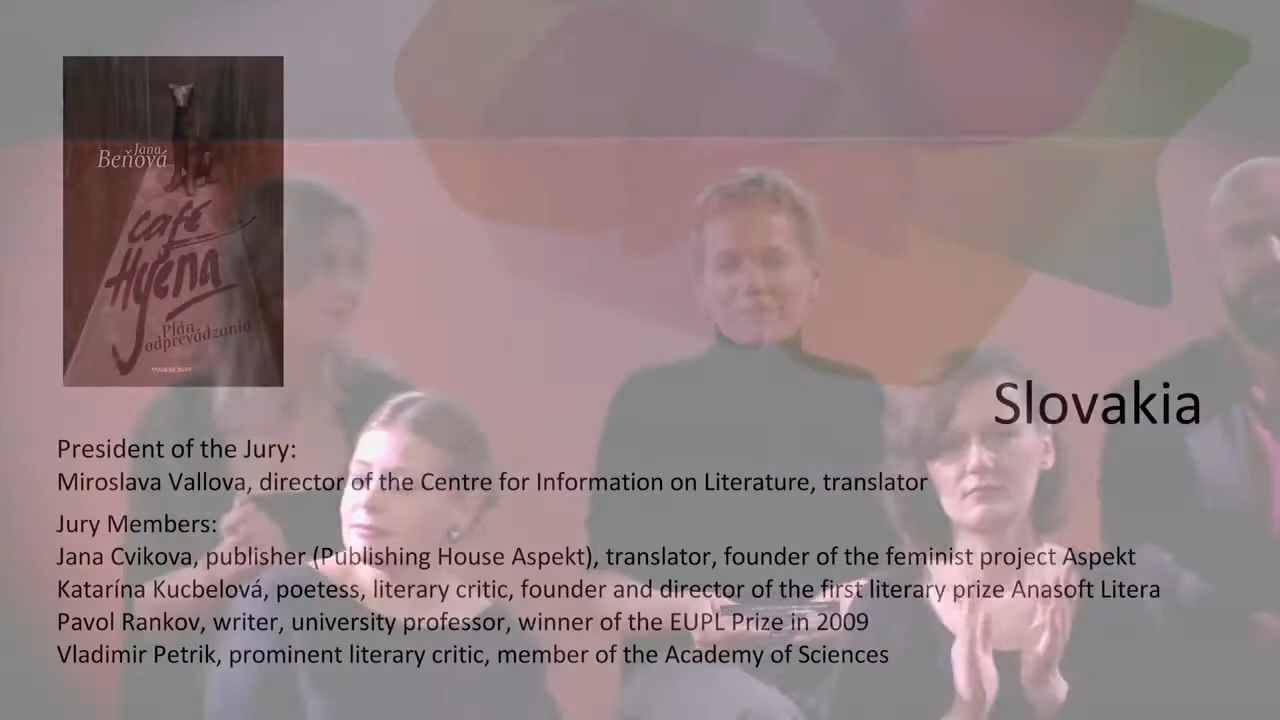 Jana
Beňová
café
Hyena
Plán
odprevádzania
Slovakia
President of the Jury:
Miroslava Vallova, director of the Centre for Information on Literature, translator
Jury Members:
Jana Cvikova, publisher (Publishing House Aspekt), translator, founder of the feminist project Aspekt
Katarína Kucbelová, poetess, literary critic, founder and director of the first literary prize Anasoft Litera
Pavol Rankov, writer, university professor, winner of the EUPL Prize in 2009
Vladimir Petrik, prominent literary critic, member of the Academy of Sciences